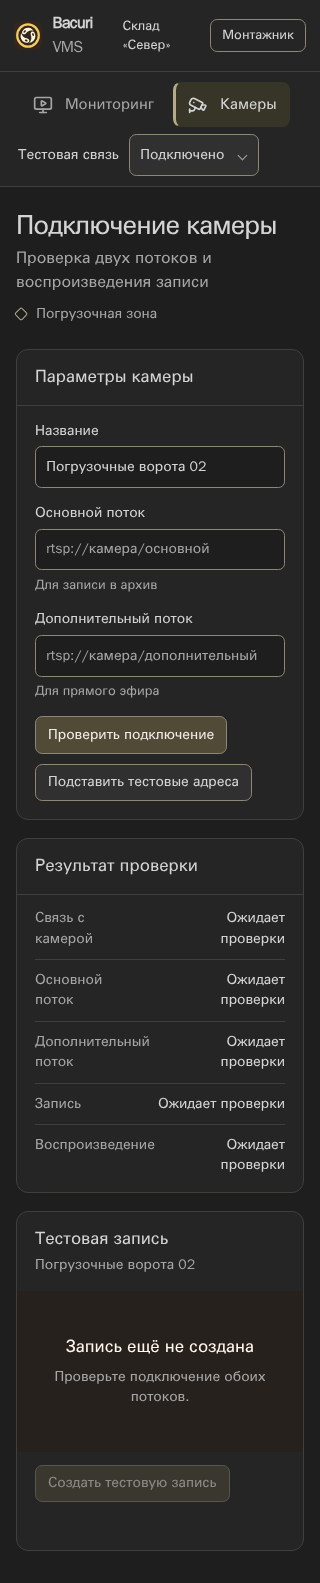 Bacuri
VMS
Склад
«Север»
Монтажник
Мониторинг
Камеры
Тестовая связь
Подключено
Подключение камеры
Проверка двух потоков и
воспроизведения записи
Погрузочная зона
Параметры камеры
Название
Погрузочные ворота 02
Основной поток
rtsp://камера/основной
Для записи в архив
Дополнительный поток
rtsp://камера/дополнительный
Для прямого эфира
Проверить подключение
Подставить тестовые адреса
Результат проверки
Связь с
камерой
Ожидает
проверки
Основной
поток
Ожидает
проверки
Дополнительный
поток
Ожидает
проверки
Запись
Ожидает проверки
Воспроизведение
Ожидает
проверки
Тестовая запись
Погрузочные ворота 02
Запись ещё не создана
Проверьте подключение обоих
потоков.
Создать тестовую запись